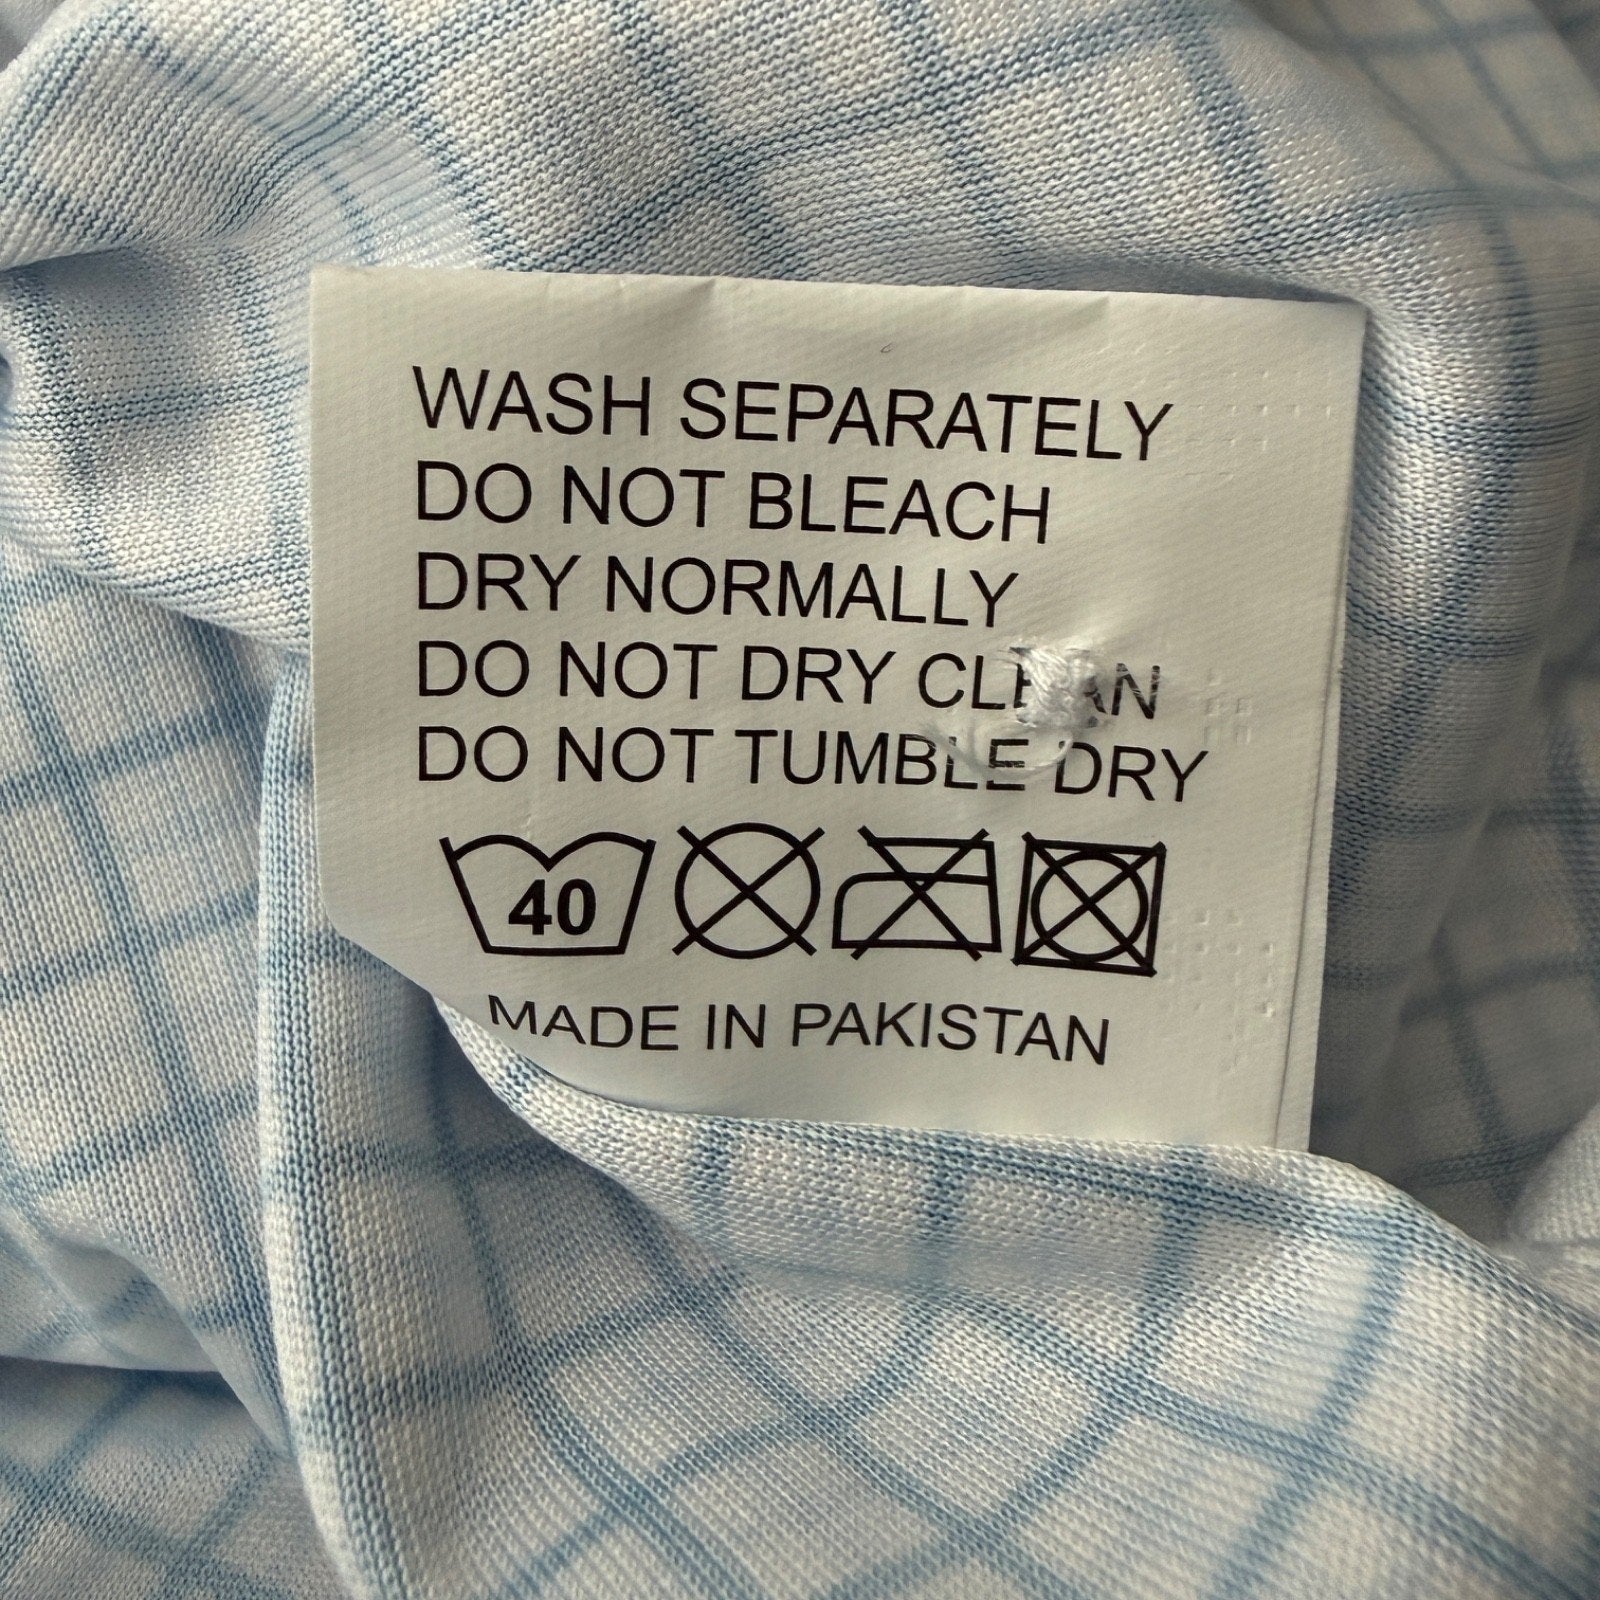 WASH SEPARATELY
DO NOT BLEACH
DRY NORMALLY
DO NOT DRY CLEAN
DO NOT TUMBLE DRY
40
MADE IN PAKISTAN